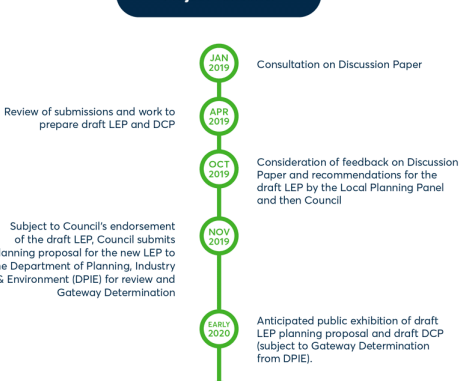 JAN
2019
Consultation on Discussion Paper
Review of submissions and work to
prepare draft LEP and DCP
APR
2019
OCT
2019
Consideration of feedback on Discussion
Paper and recommendations for the
draft LEP by the Local Planning Panel
and then Council
Subject to Council's endorsement
of the draft LEP, Council submits
planning proposal for the new LEP to
the Department of Planning, Industry
& Environment (DPIE) for review and
Gateway Determination
NOV
2019
EARLY
2020
Anticipated public exhibition of draft
LEP planning proposal and draft DCP
(subject to Gateway Determination
from DPIE).